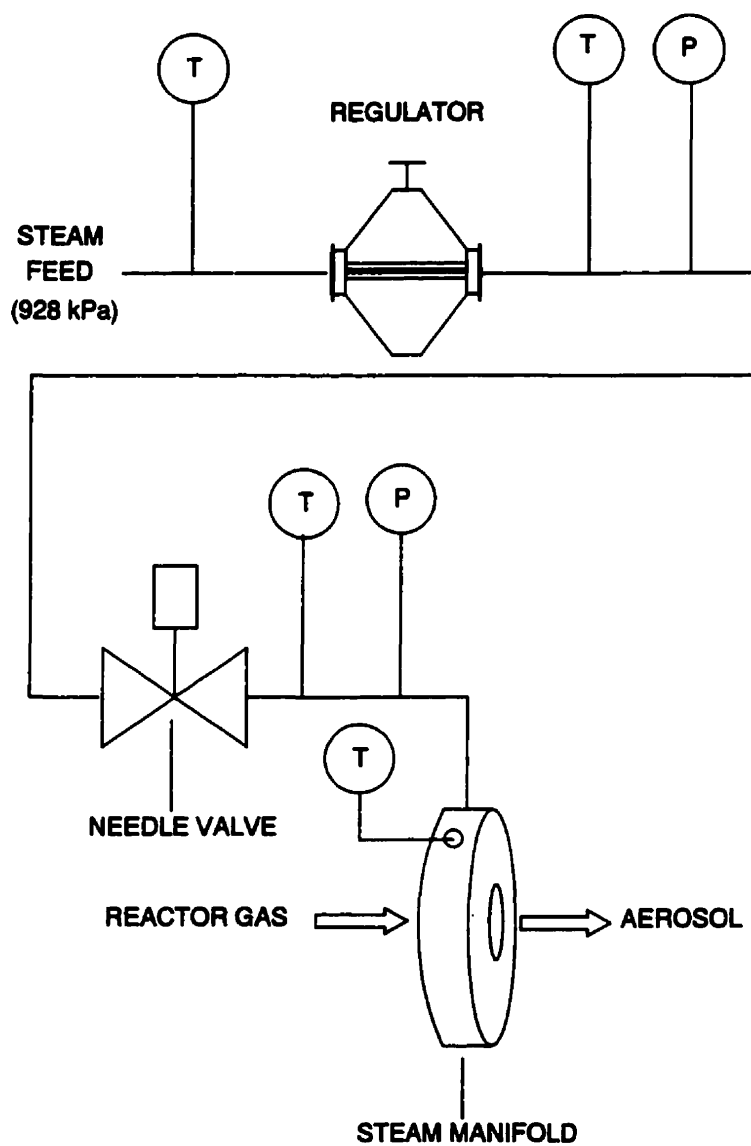 T
T
P
REGULATOR
STEAM
FEED
(928 kPa)
T
P
T
NEEDLE VALVE
REACTOR GAS
AEROSOL
STEAM MANIFOLD